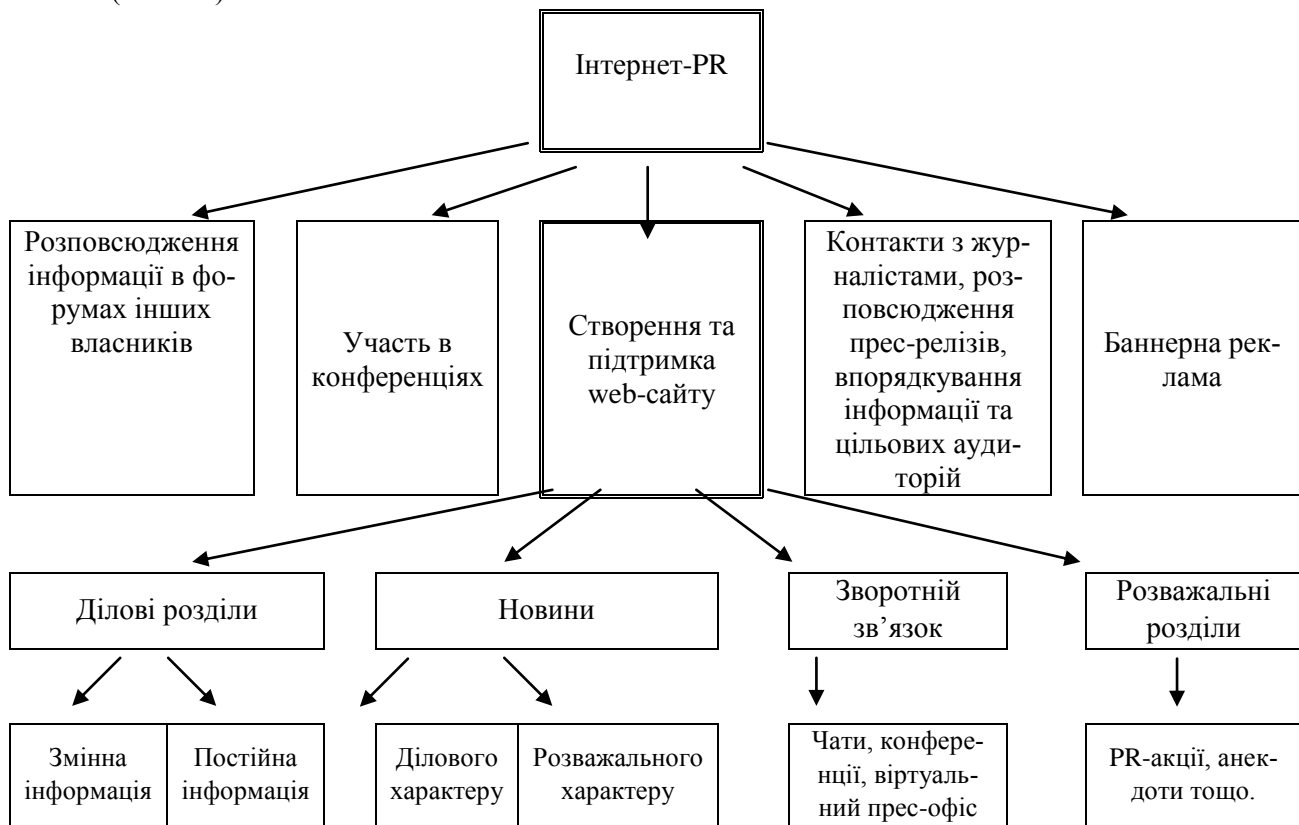 Інтернет-PR
Розповсюдження
інформації в фо-
румах інших
власників
Участь в
конференціях
Створення та
підтримка
web-сайту
Контакти з жур-
налістами, роз-
повсюдження
прес-релізів,
впорядкування
інформації та
цільових ауди-
торій
Баннерна рек-
лама
Ділові розділи
Новини
Зворотній
зв’язок
Розважальні
розділи
Змінна
інформація
Постійна
інформація
Ділового
характеру
Розважального
характеру
Чати, конфере-
нції, віртуаль-
ний прес-офіс
PR-акції, анек-
доти тощо.